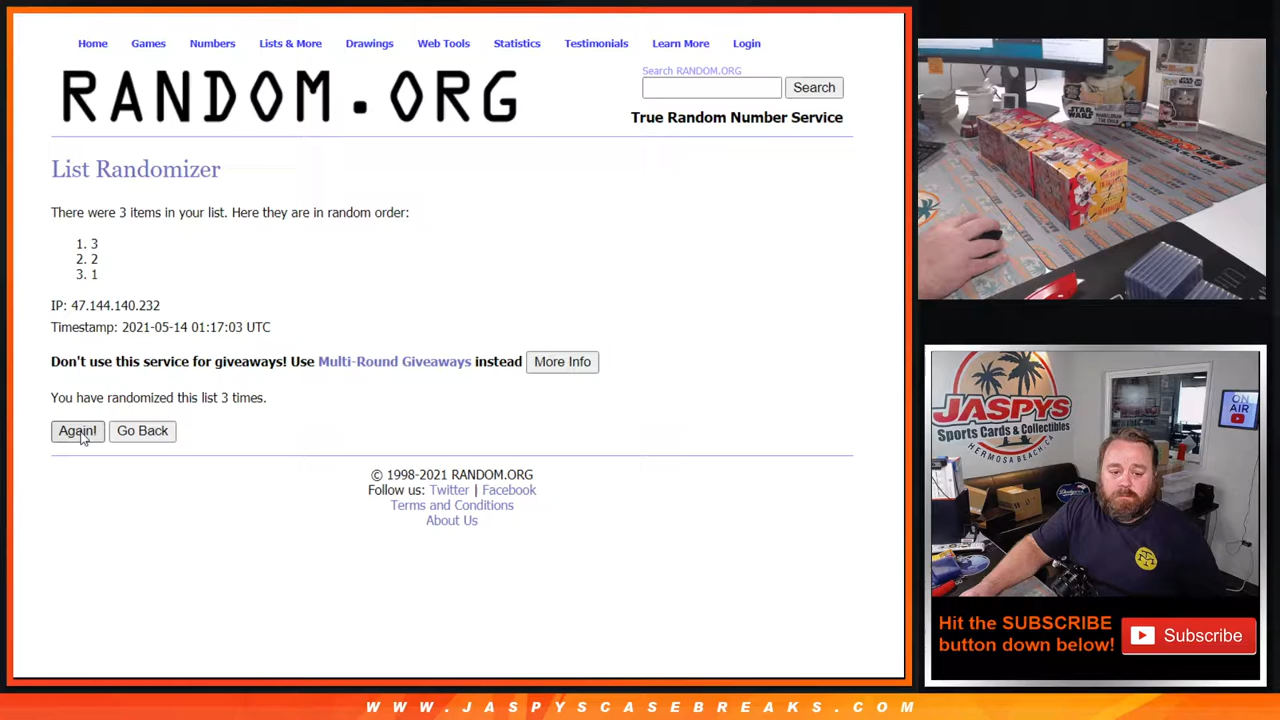 Home Games Numbers Lists & More Drawings Web Tools Statistics Testimonials Learn More Login
RANDOM.ORG
Search RANDOM.ORG
Search
True Random Number Service
List Randomizer
There were 3 items in your list. Here they are in random order:
1. 3
2. 2
3. 1
IP: 47.144.140.232
Timestamp: 2021-05-14 01:17:03 UTC
Don't use this service for giveaways! Use Multi-Round Giveaways instead More Info
You have randomized this list 3 times.
Again! Go Back
© 1998-2021 RANDOM.ORG
Follow us: Twitter | Facebook
Terms and Conditions
About Us
STAR WARS
JASPYS
Sports Cards & Collectibles
HERMOSA BEACH, CA
ON AIR
Dodgers
Hit the SUBSCRIBE
button down below!
Subscribe
WWW.JASPYSCASEBREAKS.COM